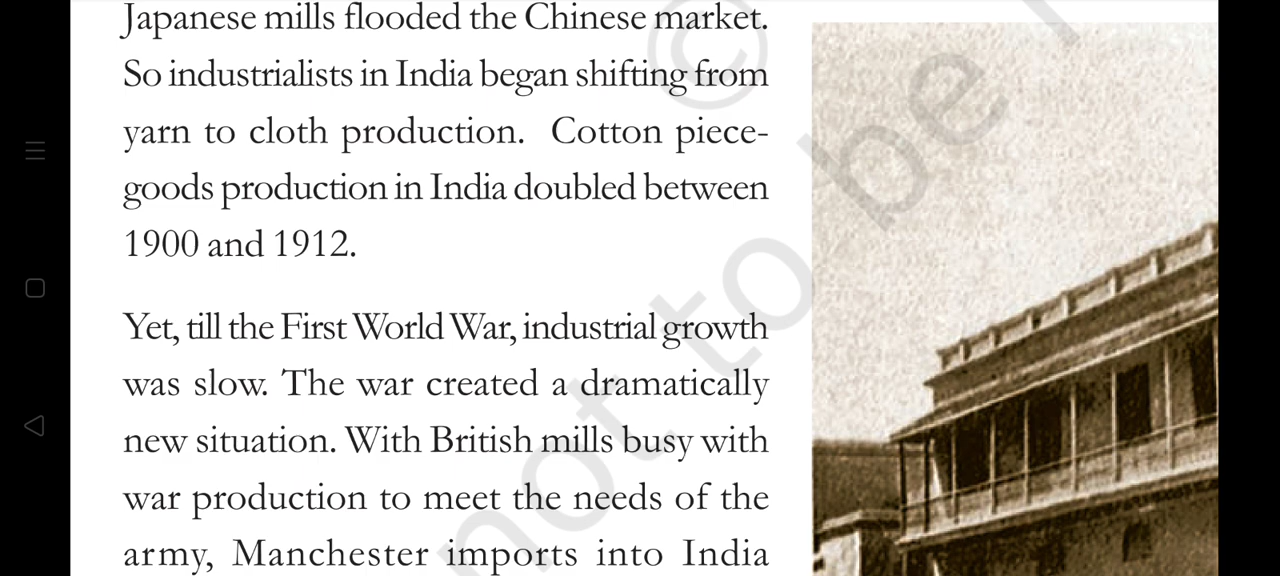 Japanese mills flooded the Chinese market.
So industrialists in India began shifting from
yarn to cloth production. Cotton piece-
goods production in India doubled between
1900 and 1912.
Yet, till the First World War, industrial growth
was slow. The war created a dramatically
new situation. With British mills busy with
war production to meet the needs of the
army, Manchester imports into India
©
not to be